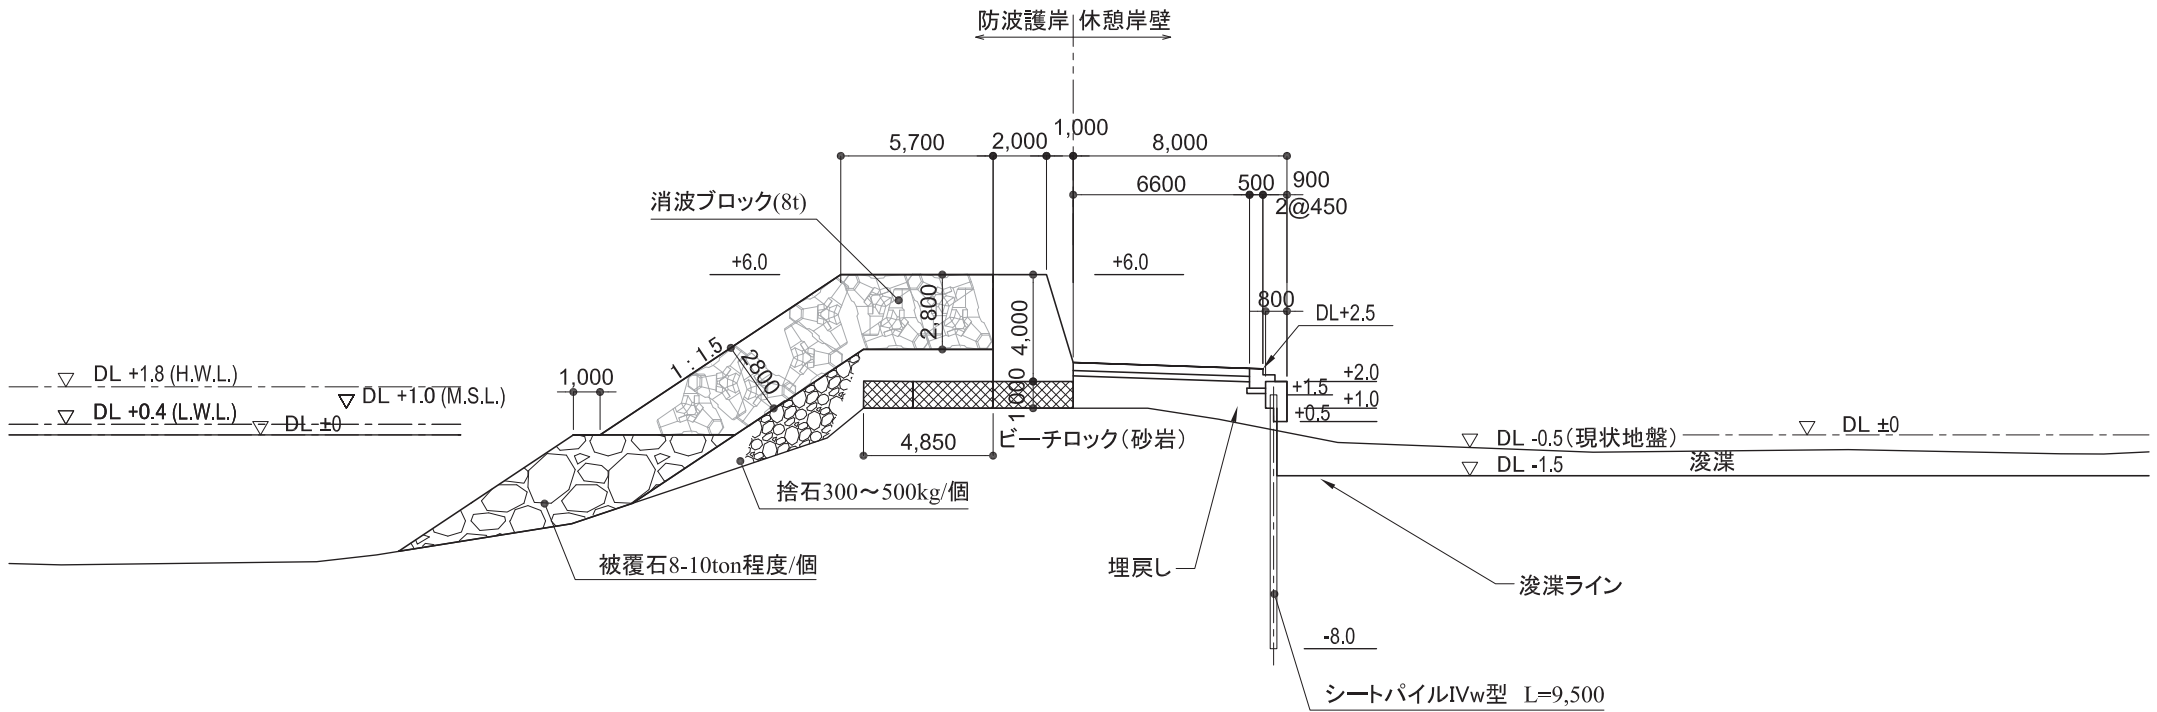 防波護岸 休憩岸壁
5,700
2,000
1,000
8,000
6600
500
900
2@450
消波ブロック(8t)
+6.0
+6.0
800
DL+2.5
2,800
4,000
1000
1 : 1.5
2800
1,000
DL +1.8 (H.W.L.)
DL +1.0 (M.S.L.)
DL +0.4 (L.W.L.)
DL ±0
+2.0
+1.5
+1.0
+0.5
4,850
ビーチロック（砂岩）
DL -0.5（現状地盤）
DL ±0
DL -1.5
浚渫
捨石300～500kg/個
被覆石8-10ton程度/個
埋戻し
浚渫ライン
-8.0
シートパイルIVw型 L=9,500